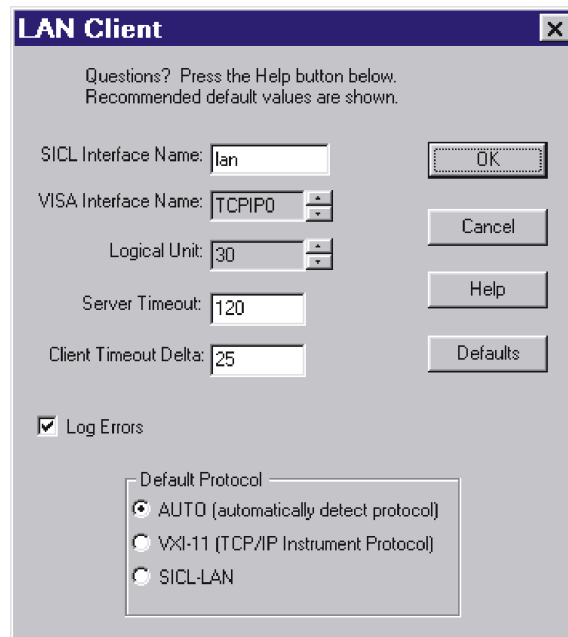 LAN Client
Questions? Press the Help button below.
Recommended default values are shown.
SICL Interface Name: lan
OK
VISA Interface Name: TCPIP0
Cancel
Logical Unit: 30
Help
Server Timeout: 120
Client Timeout Delta: 25
Defaults
Log Errors
Default Protocol
AUTO (automatically detect protocol)
VXI-11 (TCP/IP Instrument Protocol)
SICL-LAN